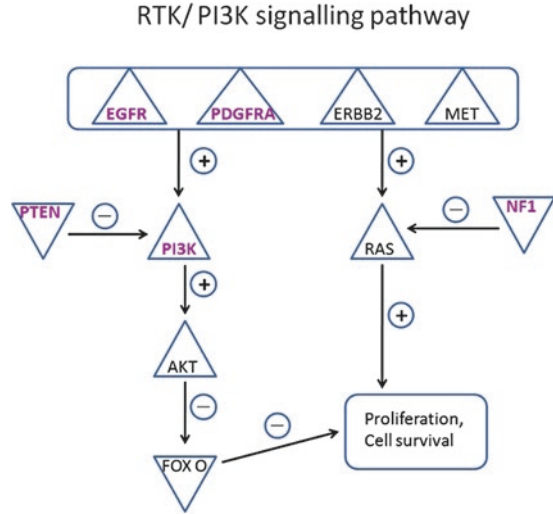 RTK/ PI3K signalling pathway
EGFR PDGFRA ERBB2 MET
+ +
PTEN − − NF1
PI3K RAS
+ +
AKT
− −
Proliferation,
Cell survival
FOX O